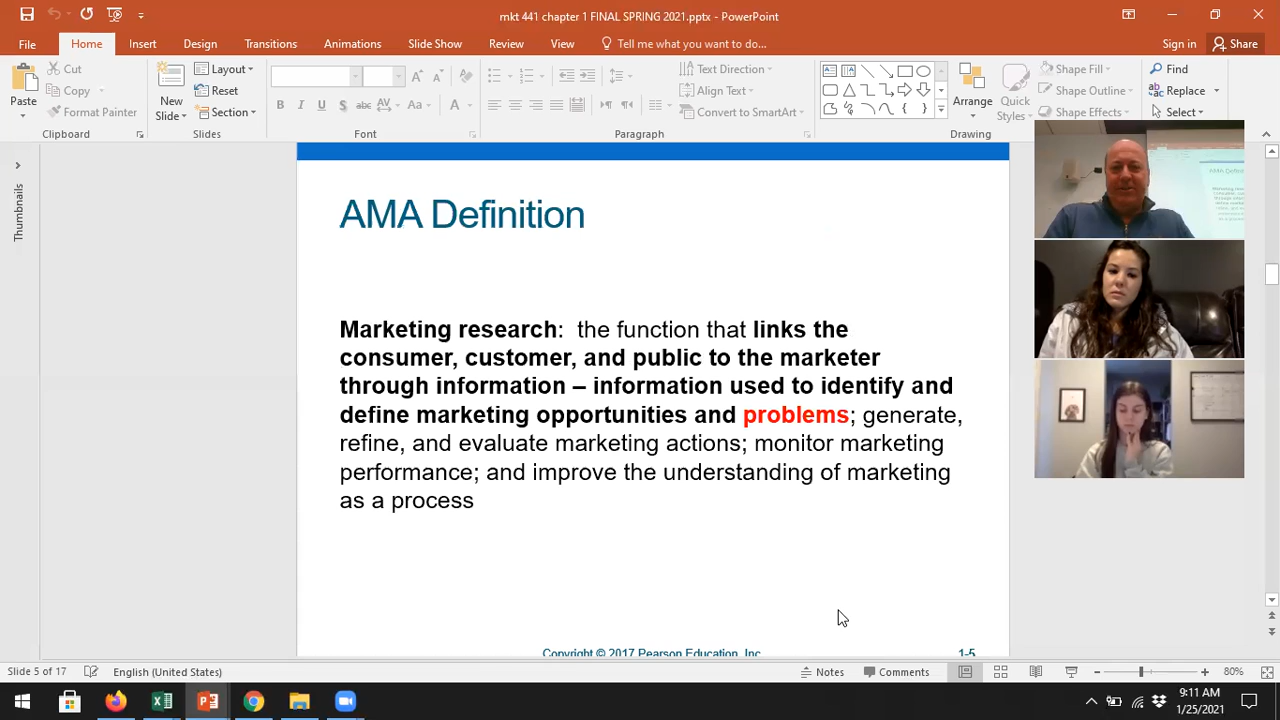 mkt 441 chapter 1 FINAL SPRING 2021.pptx - PowerPoint
File Home Insert Design Transitions Animations Slide Show Review View Tell me what you want to do... Sign in Share
Cut
Copy
Format Painter
Paste
Clipboard
New
Slide
Layout
Reset
Section
Slides
B I U S abc AV Aa A
Font
Paragraph
Text Direction
Align Text
Convert to SmartArt
Arrange
Quick
Styles
Shape Fill
Shape Outline
Shape Effects
Drawing
Find
Replace
Select
Thumbnails
AMA Definition
Marketing research: the function that links the
consumer, customer, and public to the marketer
through information – information used to identify and
define marketing opportunities and problems; generate,
refine, and evaluate marketing actions; monitor marketing
performance; and improve the understanding of marketing
as a process
Copyright © 2017 Pearson Education, Inc.
1-5
Slide 5 of 17 English (United States) Notes Comments 80%
9:11 AM
1/25/2021